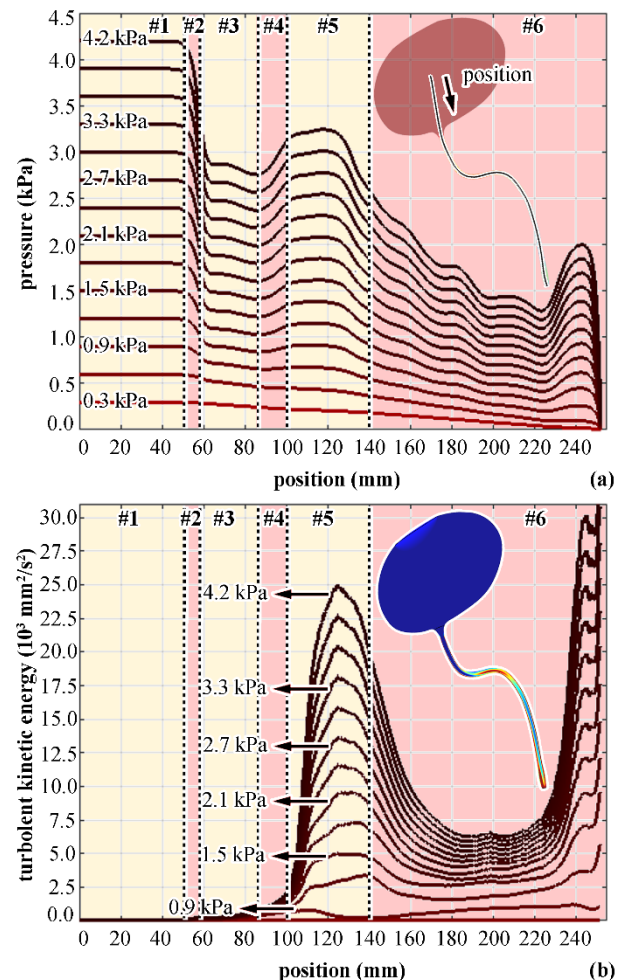 #1 #2 #3 #4 #5 #6
4.5
4.2 kPa
4.0
position
3.5
3.3 kPa
3.0
2.7 kPa
2.5
2.1 kPa
2.0
1.5 kPa
1.5
1.0
0.9 kPa
0.5
0.3 kPa
0.0
pressure (kPa)
0 20 40 60 80 100 120 140 160 180 200 220 240
position (mm) (a)
#1 #2 #3 #4 #5 #6
30.0
27.5
25.0
4.2 kPa
22.5
20.0
17.5
3.3 kPa
15.0
2.7 kPa
12.5
10.0
2.1 kPa
7.5
5.0
1.5 kPa
2.5
0.9 kPa
0.0
turbolent kinetic energy (10³ mm²/s²)
0 20 40 60 80 100 120 140 160 180 200 220 240
position (mm) (b)